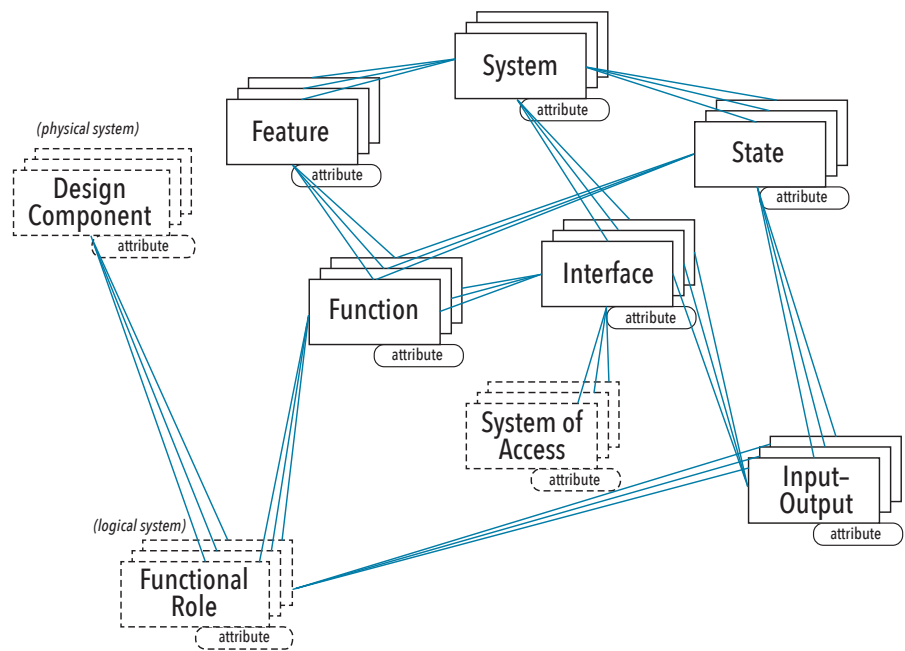 System
attribute
Feature
attribute
State
attribute
(physical system)
Design
Component
attribute
Interface
attribute
Function
attribute
System of
Access
attribute
Input–
Output
attribute
(logical system)
Functional
Role
attribute